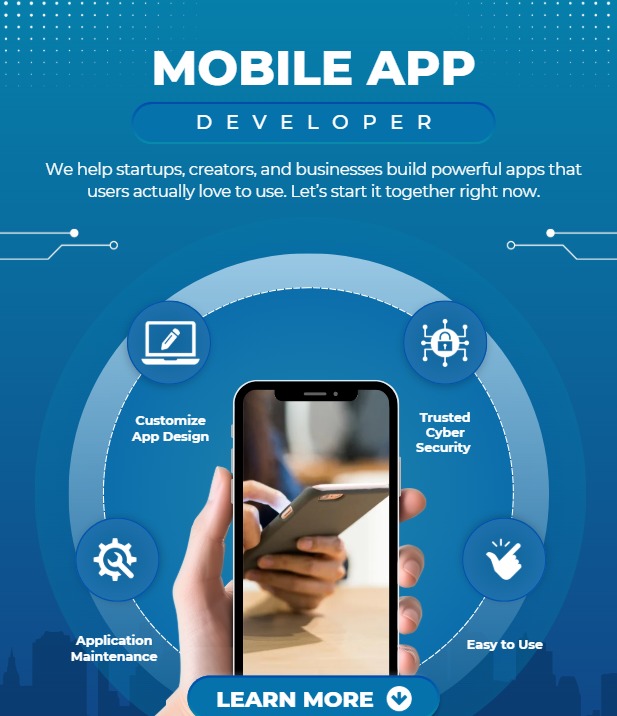 MOBILE APP
DEVELOPER
We help startups, creators, and businesses build powerful apps that
users actually love to use. Let's start it together right now.
Customize
App Design
Trusted
Cyber
Security
Application
Maintenance
Easy to Use
LEARN MORE